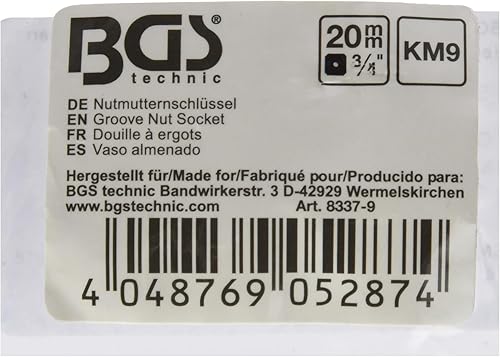 BGS
technic
20 mm
3/4"
KM9
DE Nutmutternschlüssel
EN Groove Nut Socket
FR Douille à ergots
ES Vaso almenado
Hergestellt für/Made for/Fabriqué pour/Producido para:
BGS technic Bandwirkerstr. 3 D-42929 Wermelskirchen
www.bgstechnic.com Art. 8337-9
4 048769 052874